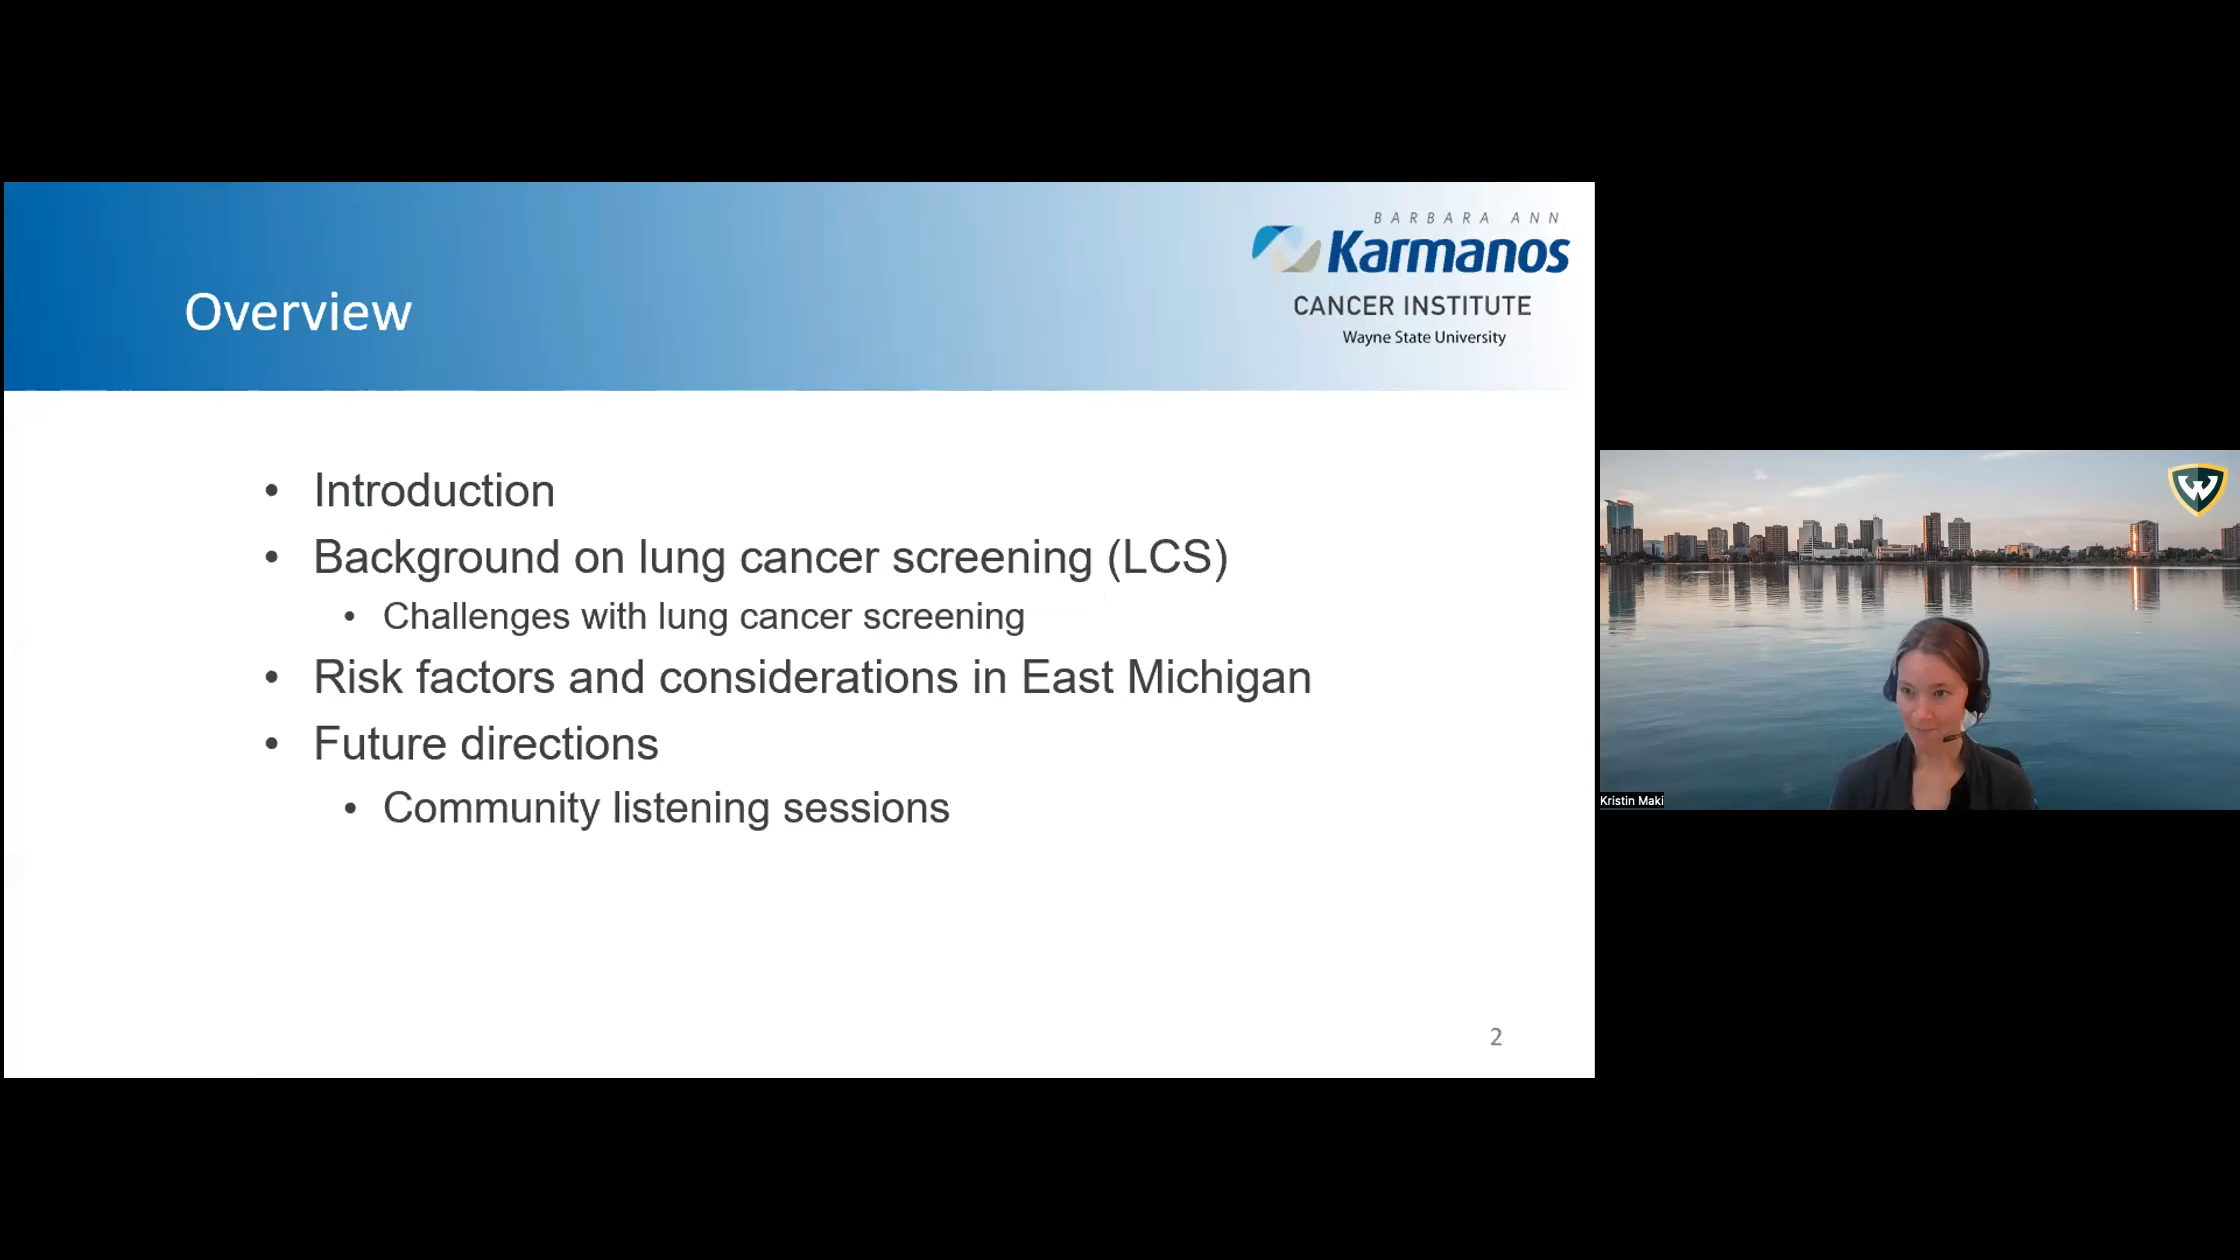 BARBARA ANN
Karmanos
CANCER INSTITUTE
Wayne State University
Overview
• Introduction
• Background on lung cancer screening (LCS)
• Challenges with lung cancer screening
• Risk factors and considerations in East Michigan
• Future directions
• Community listening sessions
2
W
Kristin Maki